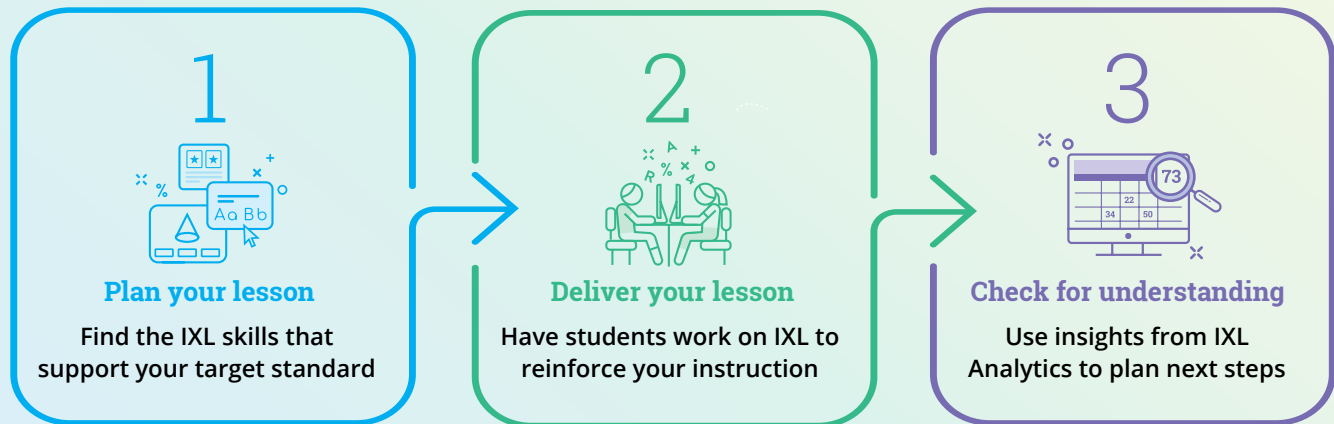 1
Aa Bb
%
Plan your lesson
Find the IXL skills that
support your target standard
2
A +
R % × 4
Deliver your lesson
Have students work on IXL to
reinforce your instruction
3
73
22
34 50
Check for understanding
Use insights from IXL
Analytics to plan next steps